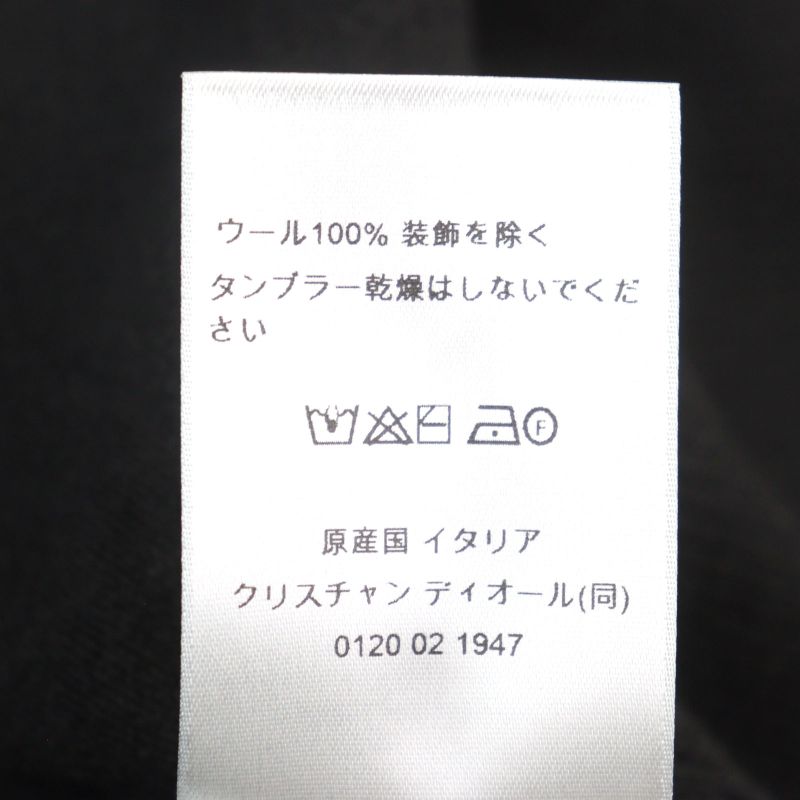 ウール100% 装飾を除く
タンブラー乾燥はしないでくだ
さい
F
原産国 イタリア
クリスチャン ディオール(同)
0120 02 1947